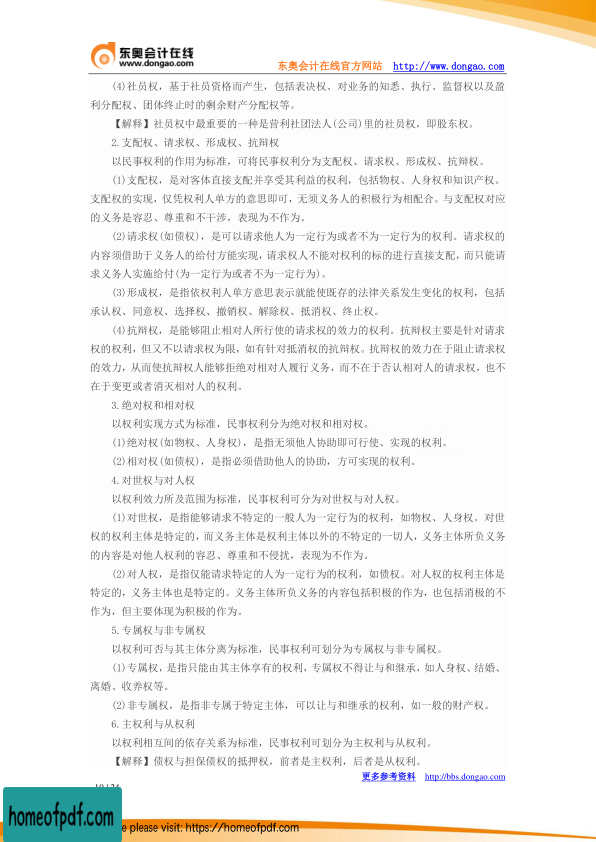 东奥会计在线
www.dongao.com
东奥会计在线官方网站 http://www.dongao.com
(4)社员权，基于社员资格而产生，包括表决权、对业务的知悉、执行、监督权以及盈
利分配权、团体终止时的剩余财产分配权等。
【解释】社员权中最重要的一种是营利社团法人(公司)里的社员权，即股东权。
2.支配权、请求权、形成权、抗辩权
以民事权利的作用为标准，可将民事权利分为支配权、请求权、形成权、抗辩权。
(1)支配权，是对客体直接支配并享受其利益的权利，包括物权、人身权和知识产权。
支配权的实现，仅凭权利人单方的意思即可，无须义务人的积极行为相配合。与支配权对应
的义务是容忍、尊重和不干涉，表现为不作为。
(2)请求权(如债权)，是可以请求他人为一定行为或者不为一定行为的权利。请求权的
内容须借助于义务人的给付方能实现，请求权人不能对权利的标的进行直接支配，而只能请
求义务人实施给付(为一定行为或者不为一定行为)。
(3)形成权，是指依权利人单方意思表示就能使既存的法律关系发生变化的权利，包括
承认权、同意权、选择权、撤销权、解除权、抵消权、终止权。
(4)抗辩权，是能够阻止相对人所行使的请求权的效力的权利。抗辩权主要是针对请求
权的权利，但又不以请求权为限，如有针对抵消权的抗辩权。抗辩权的效力在于阻止请求权
的效力，从而使抗辩权人能够拒绝对相对人履行义务，而不在于否认相对人的请求权，也不
在于变更或者消灭相对人的权利。
3.绝对权和相对权
以权利实现方式为标准，民事权利分为绝对权和相对权。
(1)绝对权(如物权、人身权)，是指无须他人协助即可行使、实现的权利。
(2)相对权(如债权)，是指必须借助他人的协助，方可实现的权利。
4.对世权与对人权
以权利效力所及范围为标准，民事权利可分为对世权与对人权。
(1)对世权，是指能够请求不特定的一般人为一定行为的权利，如物权、人身权。对世
权的权利主体是特定的，而义务主体是权利主体以外的不特定的一切人，义务主体所负义务
的内容是对他人权利的容忍、尊重和不侵扰，表现为不作为。
(2)对人权，是指仅能请求特定的人为一定行为的权利，如债权。对人权的权利主体是
特定的，义务主体也是特定的。义务主体所负义务的内容包括积极的作为，也包括消极的不
作为，但主要体现为积极的作为。
5.专属权与非专属权
以权利可否与其主体分离为标准，民事权利可划分为专属权与非专属权。
(1)专属权，是指只能由其主体享有的权利，专属权不得让与和继承，如人身权、结婚、
离婚、收养权等。
(2)非专属权，是指非专属于特定主体，可以让与和继承的权利，如一般的财产权。
6.主权利与从权利
以权利相互间的依存关系为标准，民事权利可划分为主权利与从权利。
【解释】债权与担保债权的抵押权，前者是主权利，后者是从权利。
更多参考资料 http://bbs.dongao.com
homeofpdf.com
please visit: https://homeofpdf.com